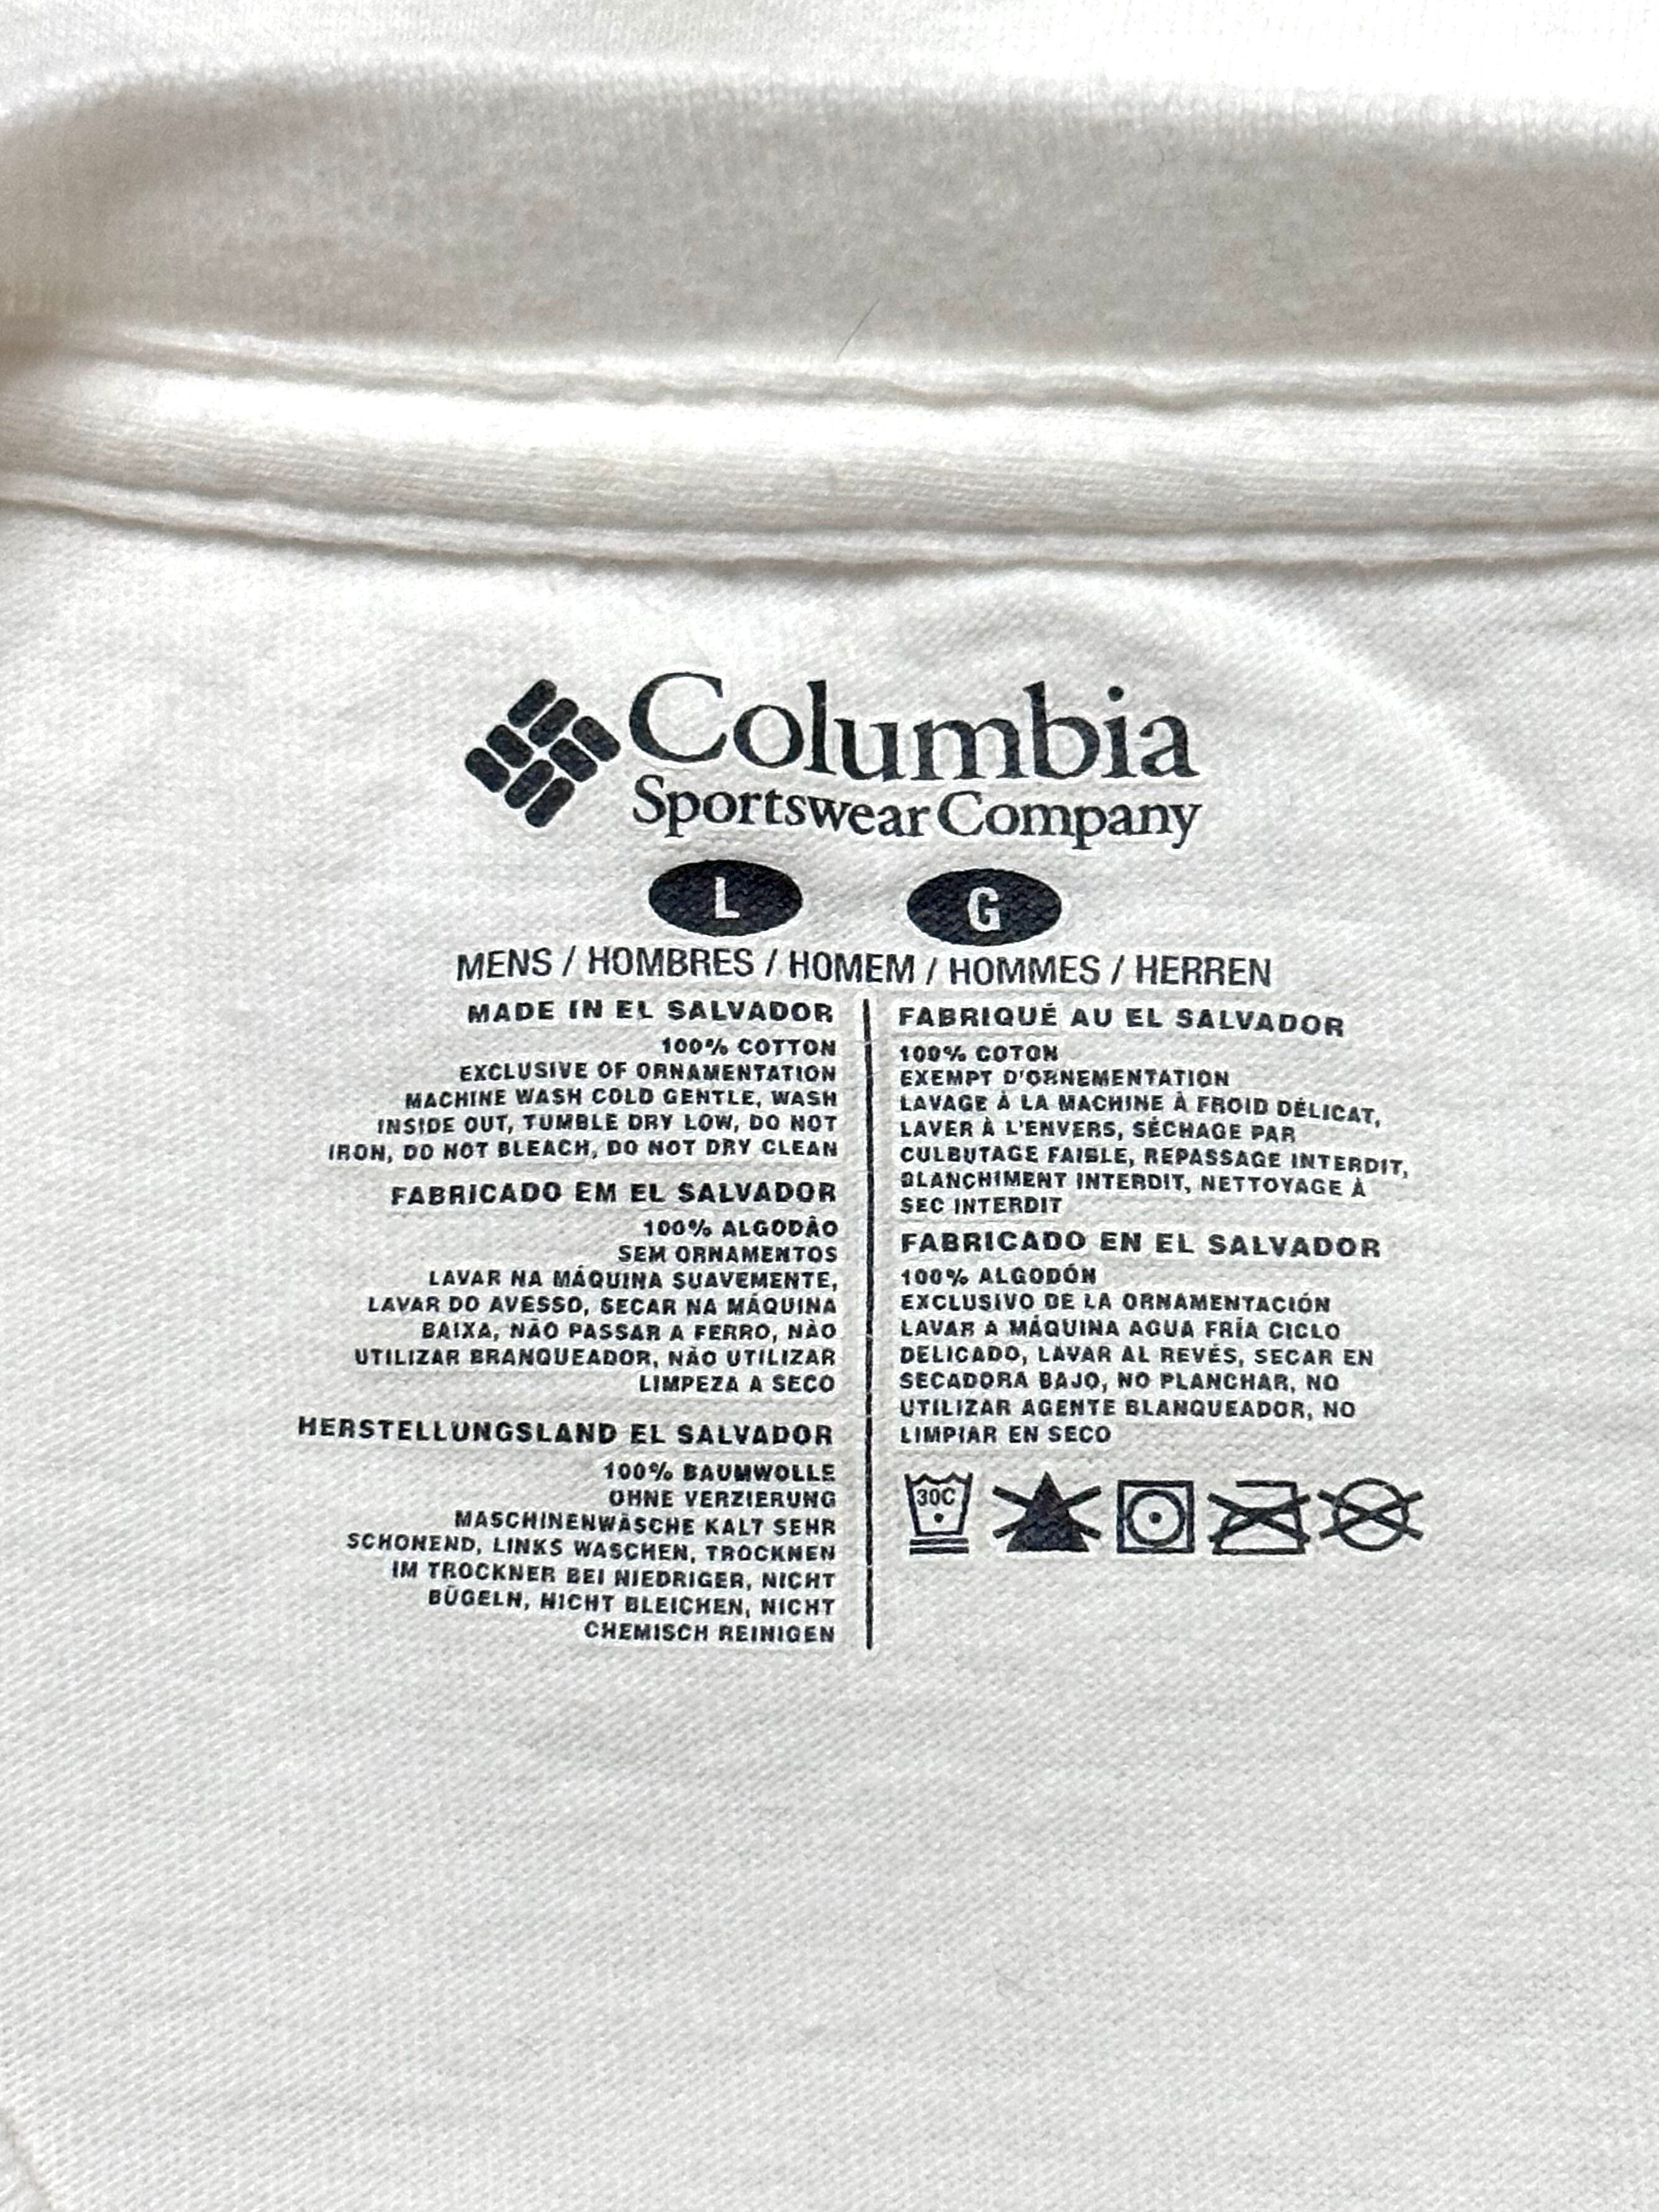 Columbia
Sportswear Company
L G
MENS / HOMBRES / HOMEM / HOMMES / HERREN
MADE IN EL SALVADOR
100% COTTON
EXCLUSIVE OF ORNAMENTATION
MACHINE WASH COLD GENTLE, WASH
INSIDE OUT, TUMBLE DRY LOW, DO NOT
IRON, DO NOT BLEACH, DO NOT DRY CLEAN
FABRICADO EM EL SALVADOR
100% ALGODÃO
SEM ORNAMENTOS
LAVAR NA MÁQUINA SUAVEMENTE,
LAVAR DO AVESSO, SECAR NA MÁQUINA
BAIXA, NÃO PASSAR A FERRO, NÃO
UTILIZAR BRANQUEADOR, NÃO UTILIZAR
LIMPEZA A SECO
HERSTELLUNGSLAND EL SALVADOR
100% BAUMWOLLE
OHNE VERZIERUNG
MASCHINENWÄSCHE KALT SEHR
SCHONEND, LINKS WASCHEN, TROCKNEN
IM TROCKNER BEI NIEDRIGER, NICHT
BÜGELN, NICHT BLEICHEN, NICHT
CHEMISCH REINIGEN
FABRIQUÉ AU EL SALVADOR
100% COTON
EXEMPT D'ORNEMENTATION
LAVAGE À LA MACHINE À FROID DÉLICAT,
LAVER À L'ENVERS, SÉCHAGE PAR
CULBUTAGE FAIBLE, REPASSAGE INTERDIT,
BLANCHIMENT INTERDIT, NETTOYAGE À
SEC INTERDIT
FABRICADO EN EL SALVADOR
100% ALGODÓN
EXCLUSIVO DE LA ORNAMENTACIÓN
LAVAR A MÁQUINA AGUA FRÍA CICLO
DELICADO, LAVAR AL REVÉS, SECAR EN
SECADORA BAJO, NO PLANCHAR, NO
UTILIZAR AGENTE BLANQUEADOR, NO
LIMPIAR EN SECO
30C